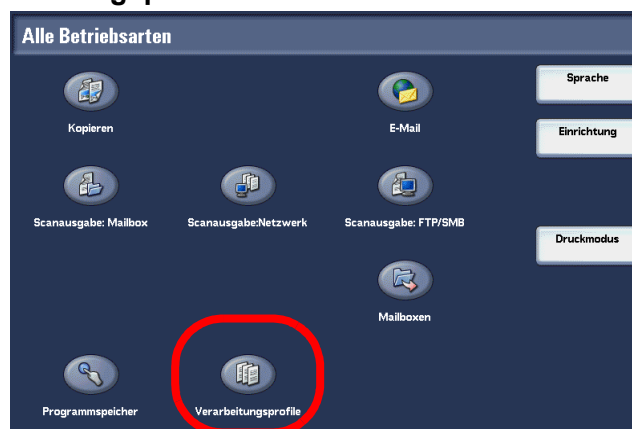 Alle Betriebsarten
Sprache
Kopieren
E-Mail
Einrichtung
Scanausgabe: Mailbox
Scanausgabe:Netzwerk
Scanausgabe: FTP/SMB
Druckmodus
Mailboxen
Programmspeicher
Verarbeitungsprofile